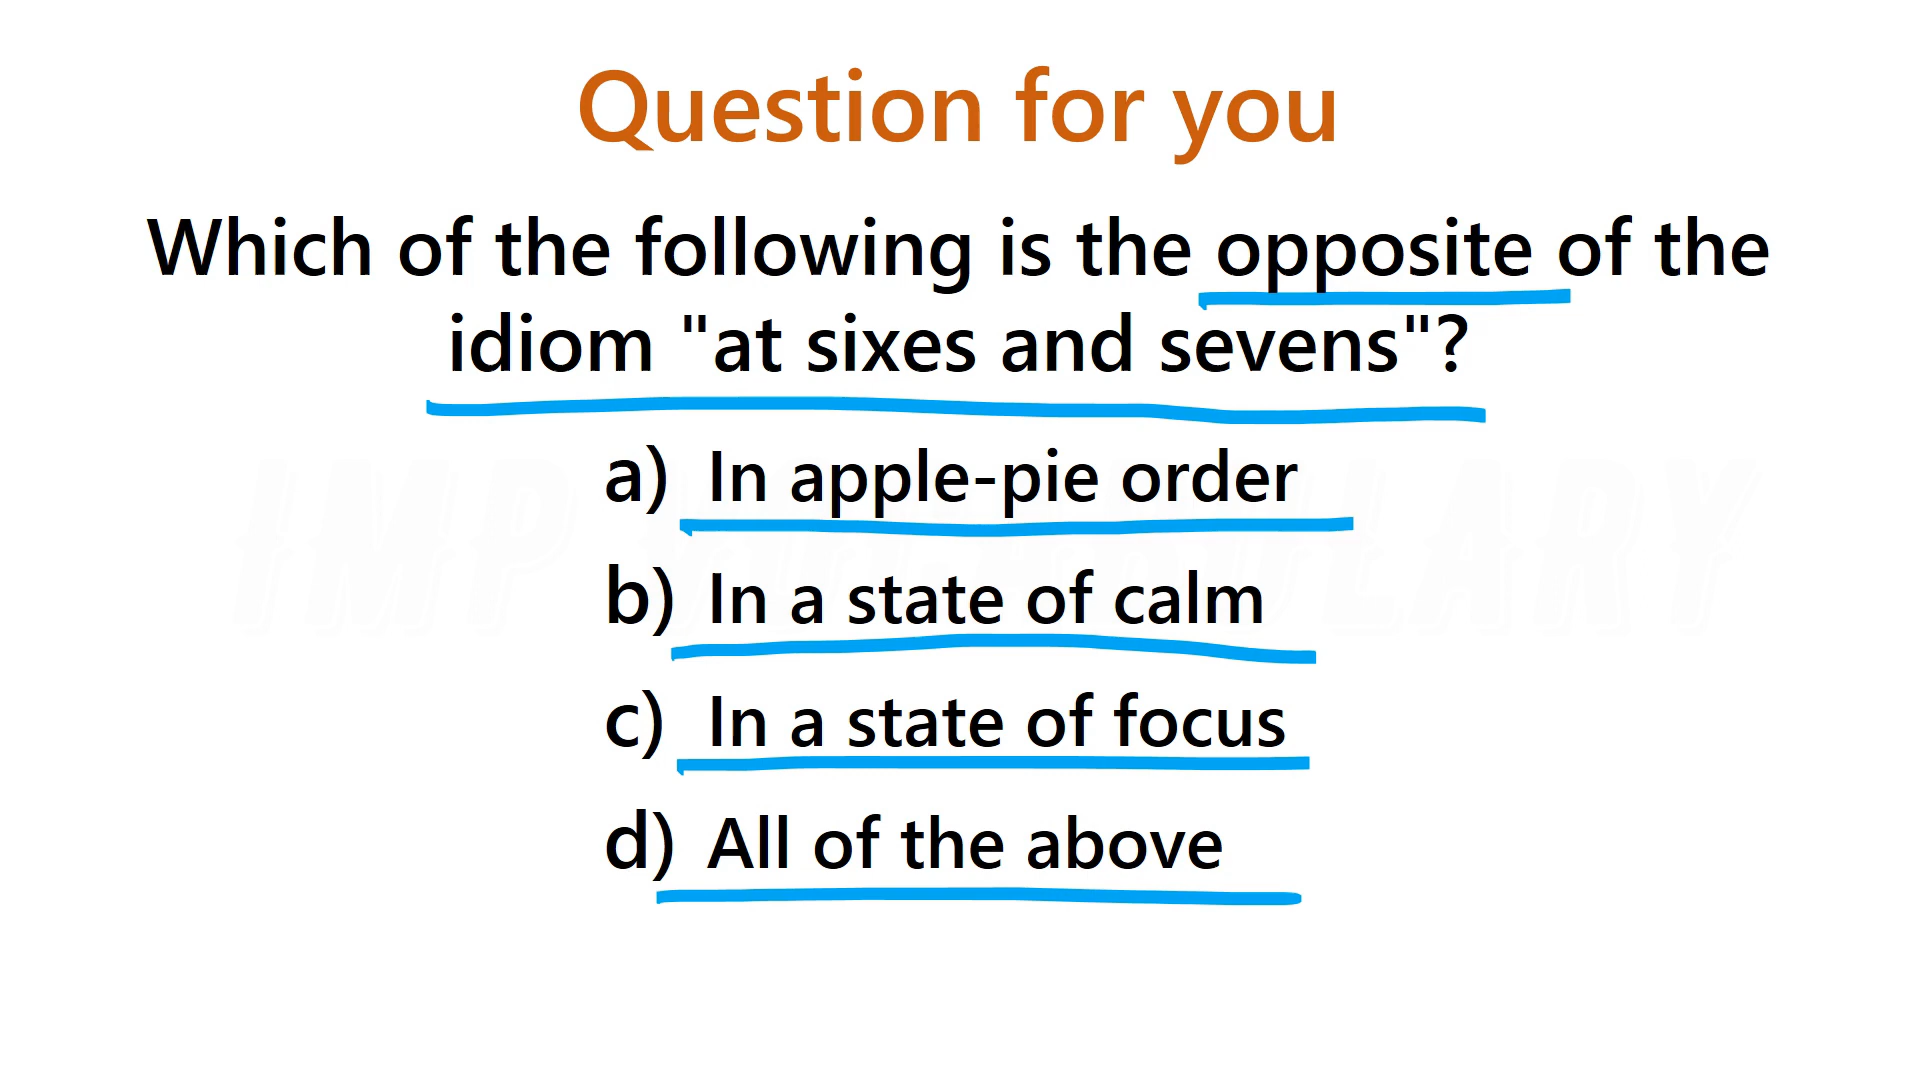 Question for you
Which of the following is the opposite of the
idiom "at sixes and sevens"?
a) In apple-pie order
b) In a state of calm
c) In a state of focus
d) All of the above